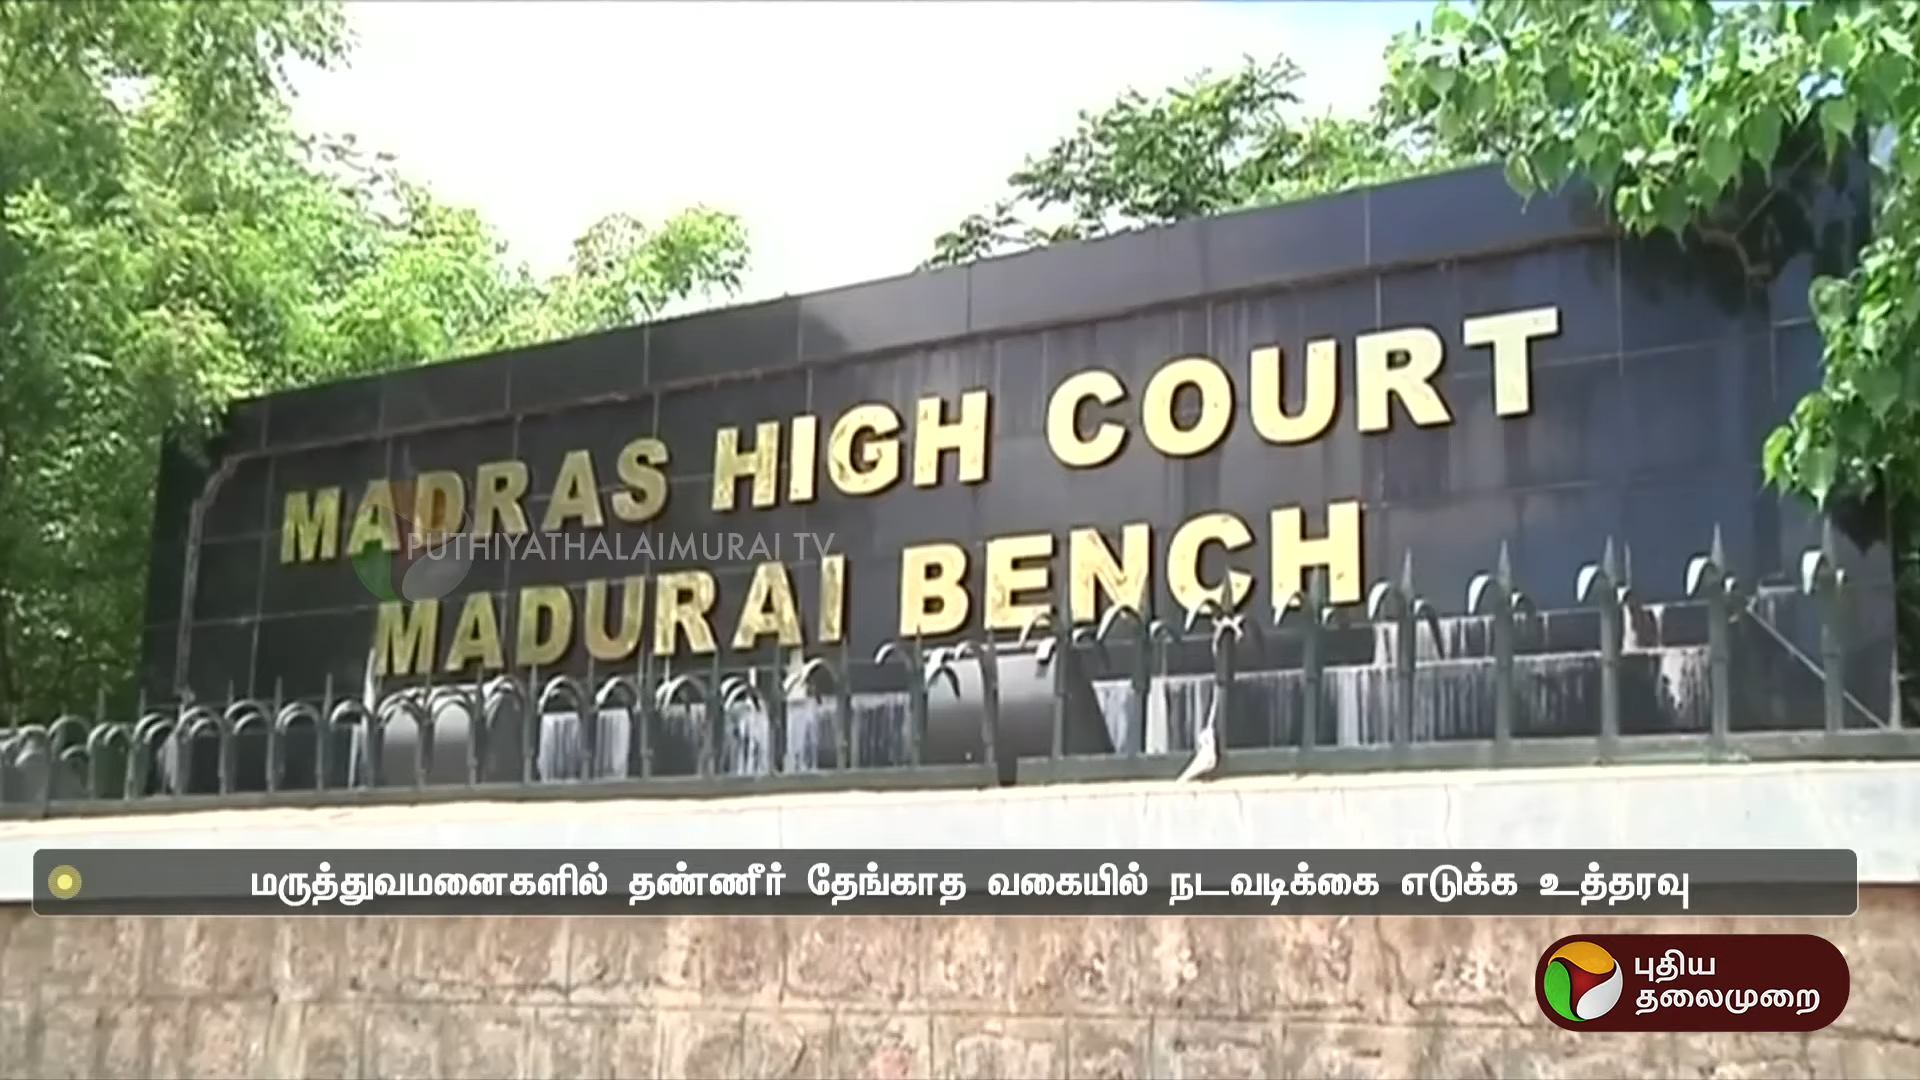 MADRAS HIGH COURT
MADURAI BENCH
PUTHIYATHALAIMURAI TV
மருத்துவமனைகளில் தண்ணீர் தேங்காத வகையில் நடவடிக்கை எடுக்க உத்தரவு
புதிய
தலைமுறை